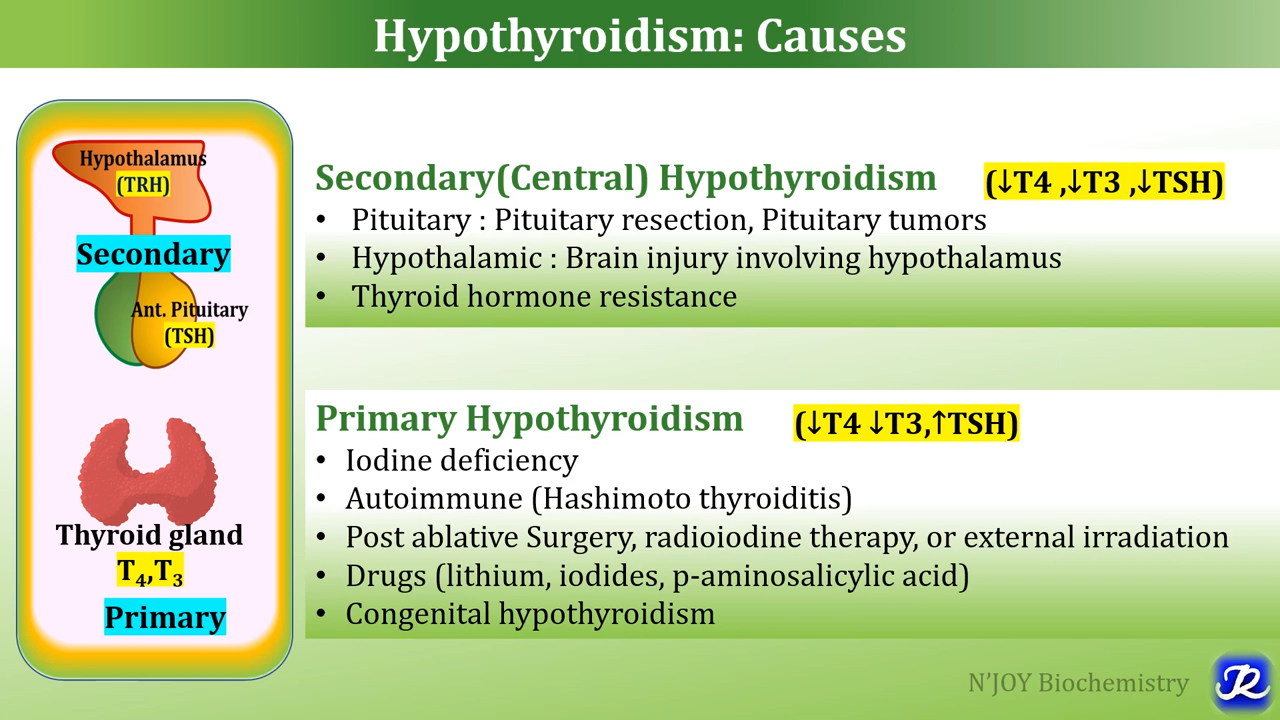 Hypothyroidism: Causes
Hypothalamus
(TRH)
Secondary
Ant. Pituitary
(TSH)
Thyroid gland
T₄,T₃
Primary
Secondary(Central) Hypothyroidism (↓T4 ,↓T3 ,↓TSH)
• Pituitary : Pituitary resection, Pituitary tumors
• Hypothalamic : Brain injury involving hypothalamus
• Thyroid hormone resistance
Primary Hypothyroidism (↓T4 ↓T3,↑TSH)
• Iodine deficiency
• Autoimmune (Hashimoto thyroiditis)
• Post ablative Surgery, radioiodine therapy, or external irradiation
• Drugs (lithium, iodides, p-aminosalicylic acid)
• Congenital hypothyroidism
N'JOY Biochemistry